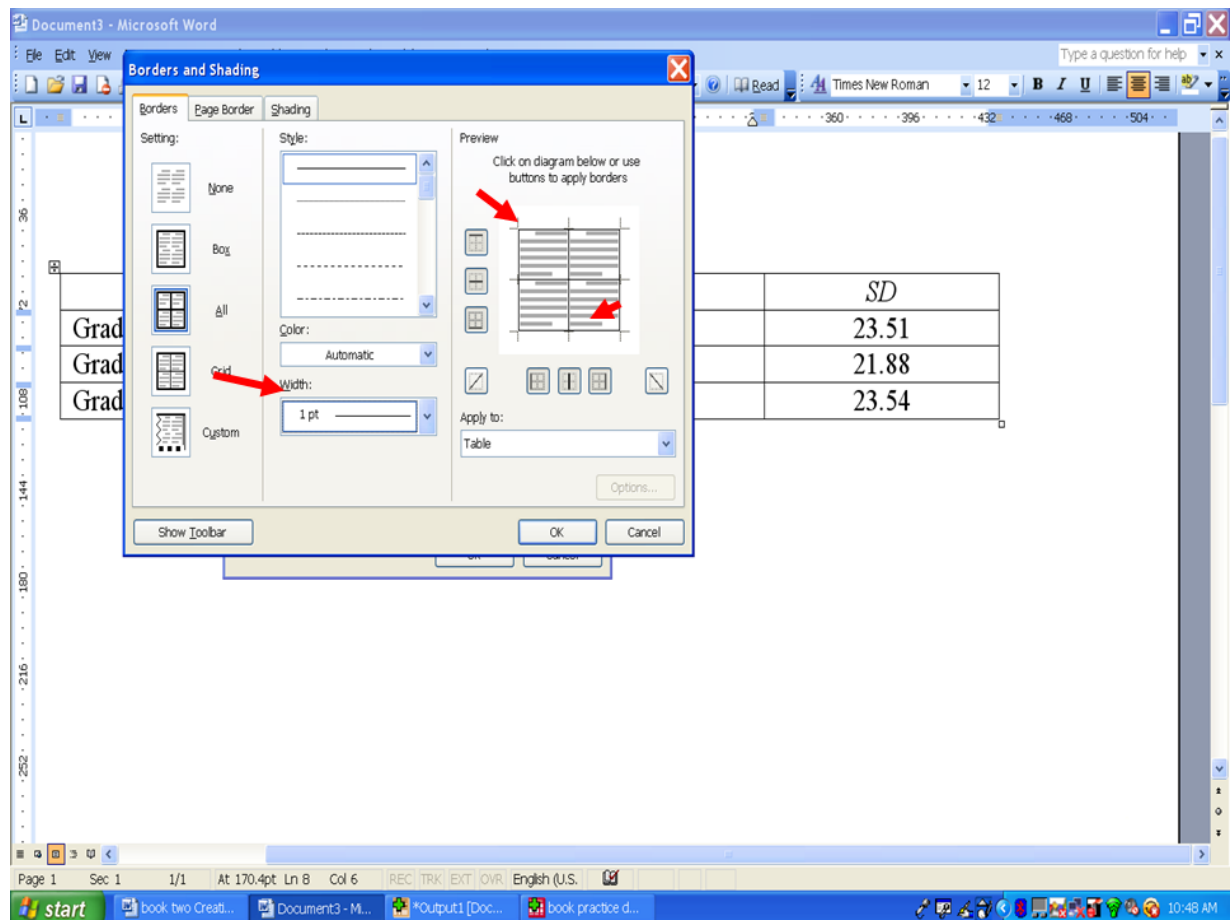 Document3 - Microsoft Word
File Edit View
Type a question for help
Read Times New Roman 12 B I U
360 396 432 468 504
Borders and Shading
Borders Page Border Shading
Setting:
None
Box
All
Grid
Custom
Style:
Color:
Automatic
Width:
1 pt
Preview
Click on diagram below or use
buttons to apply borders
Apply to:
Table
Options...
Show Toolbar
OK Cancel
SD
Grad 23.51
Grad 21.88
Grad 23.54
36
72
108
144
180
216
252
Page 1 Sec 1 1/1 At 170.4pt Ln 8 Col 6 REC TRK EXT OVR English (U.S.
start book two Creati... Document3 - Mi... *Output1 [Doc... book practice d... 10:48 AM